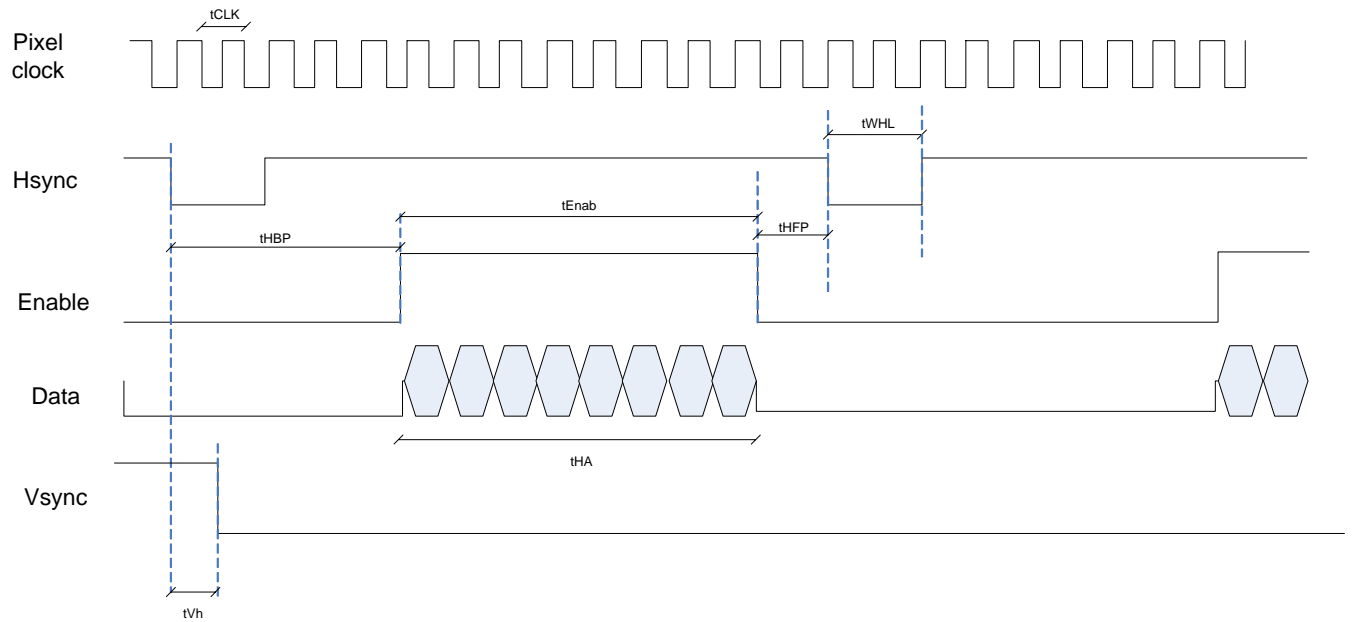 tCLK
Pixel
clock
tWHL
Hsync
tEnab
tHFP
tHBP
Enable
Data
tHA
Vsync
tVh